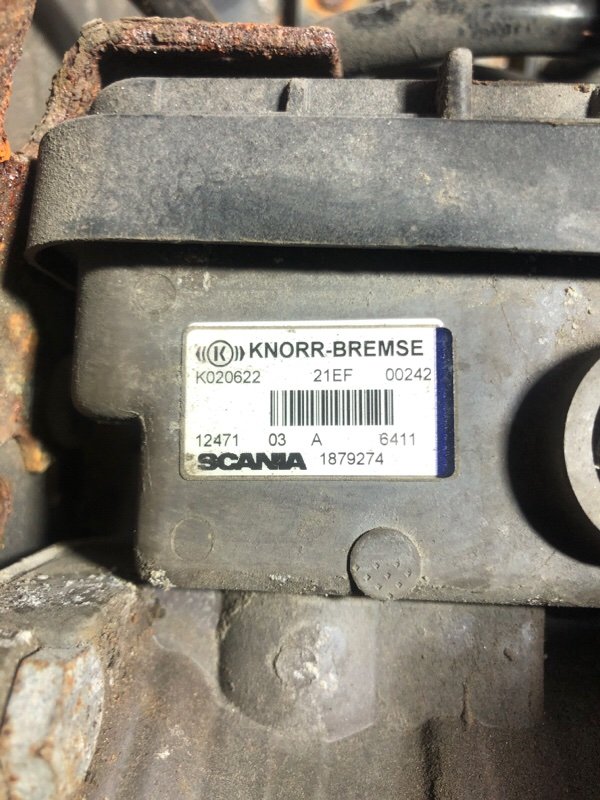 ((K)) KNORR-BREMSE
K020622 21EF 00242
12471 03 A 6411
SCANIA 1879274